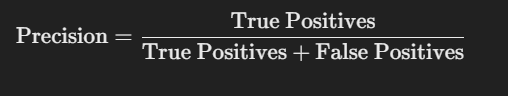 Precision = True Positives / True Positives + False Positives